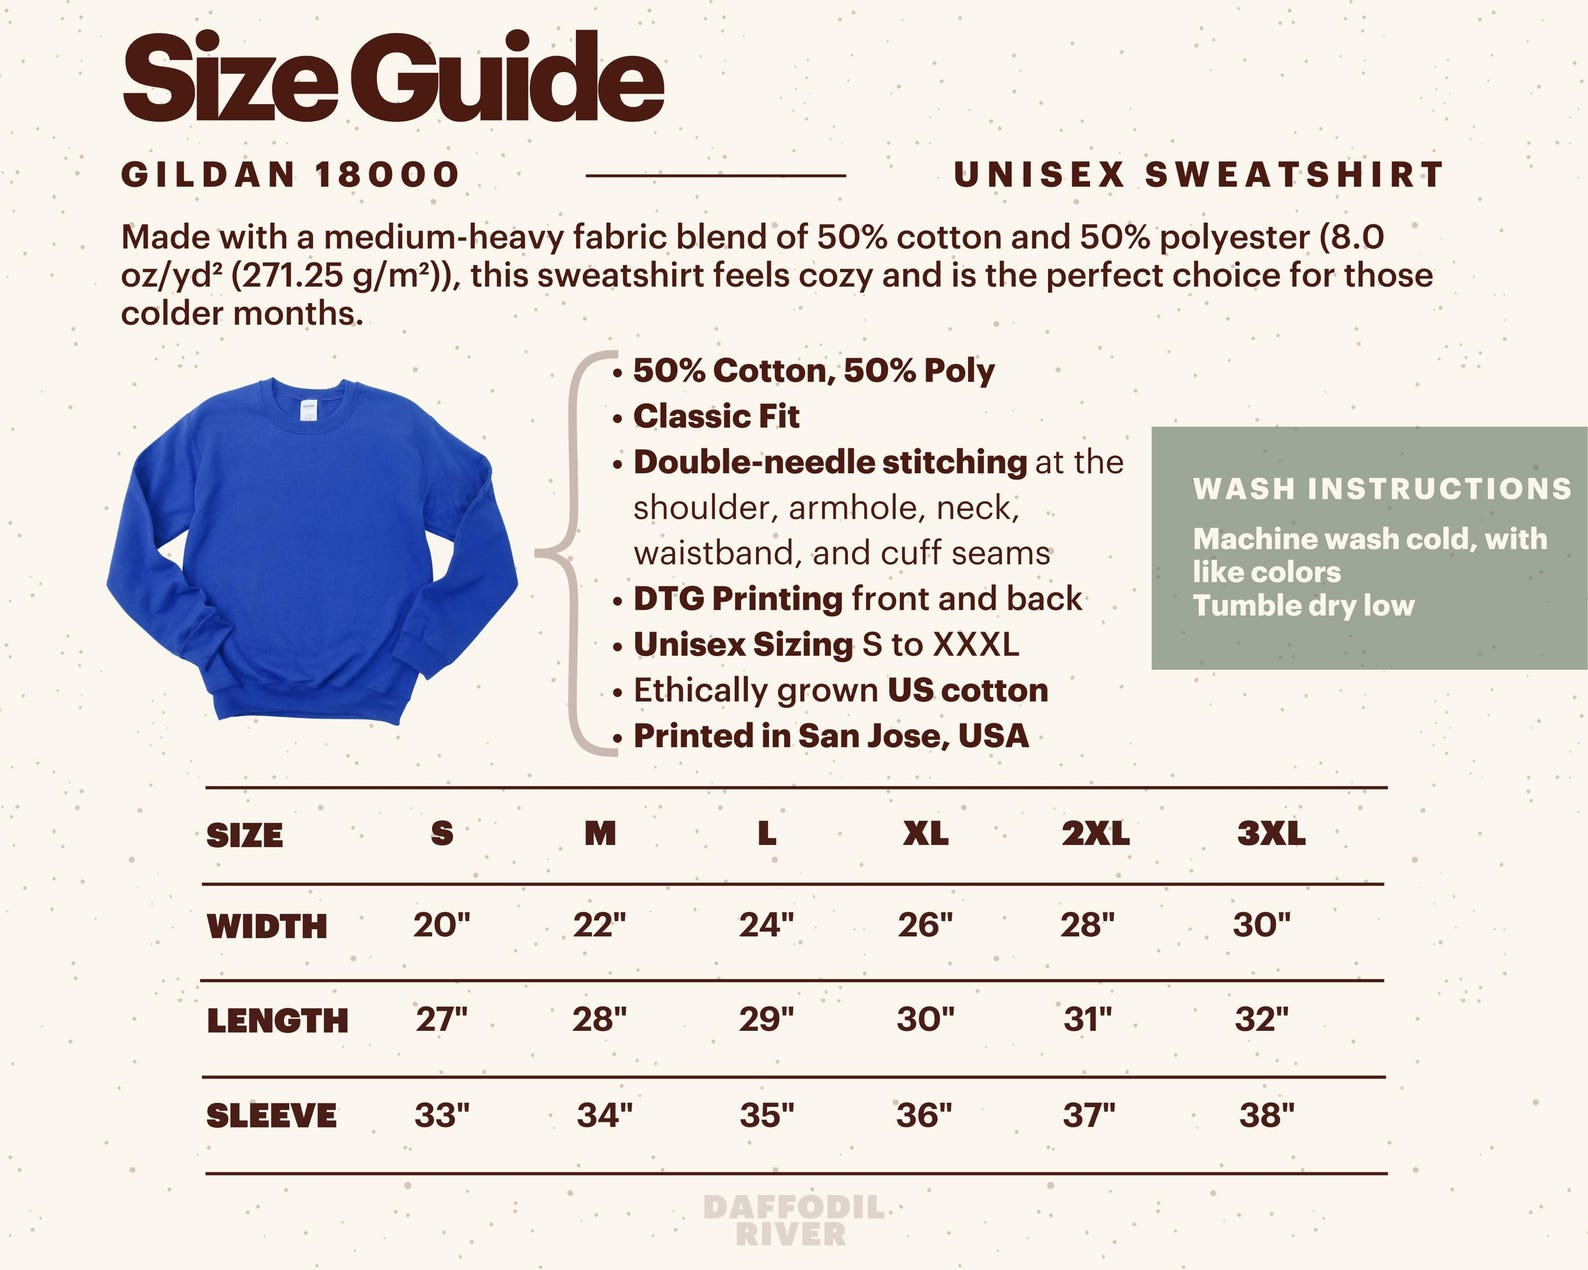 Size Guide
GILDAN 18000
UNISEX SWEATSHIRT
Made with a medium-heavy fabric blend of 50% cotton and 50% polyester (8.0
oz/yd² (271.25 g/m²)), this sweatshirt feels cozy and is the perfect choice for those
colder months.
• 50% Cotton, 50% Poly
• Classic Fit
• Double-needle stitching at the
shoulder, armhole, neck,
waistband, and cuff seams
• DTG Printing front and back
• Unisex Sizing S to XXXL
• Ethically grown US cotton
• Printed in San Jose, USA
WASH INSTRUCTIONS
Machine wash cold, with
like colors
Tumble dry low
SIZE S M L XL 2XL 3XL
WIDTH 20" 22" 24" 26" 28" 30"
LENGTH 27" 28" 29" 30" 31" 32"
SLEEVE 33" 34" 35" 36" 37" 38"
DAFFODIL
RIVER